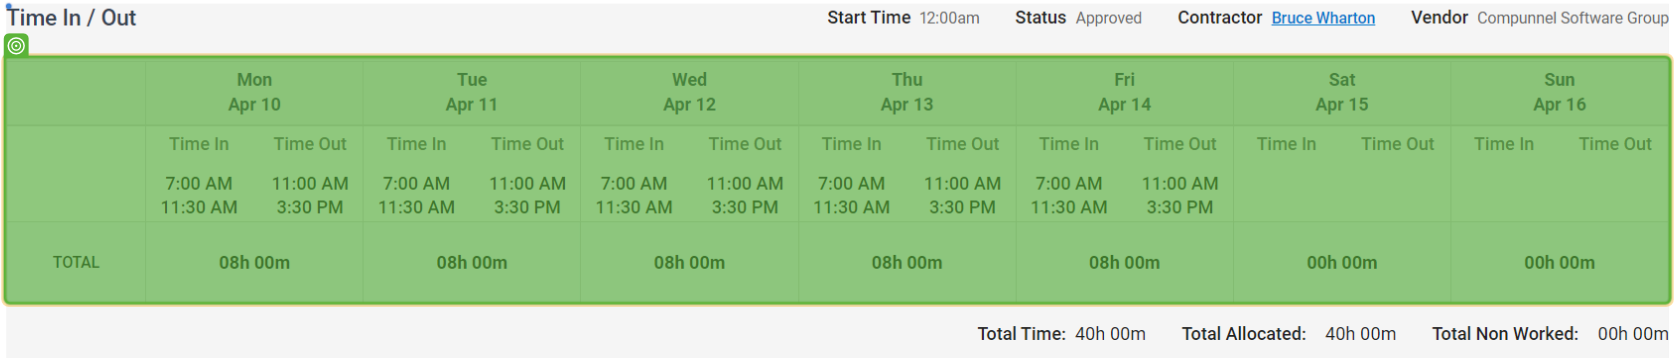 Time In / Out Start Time 12:00am Status Approved Contractor Bruce Wharton Vendor Compunnel Software Group
Mon Tue Wed Thu Fri Sat Sun
Apr 10 Apr 11 Apr 12 Apr 13 Apr 14 Apr 15 Apr 16
Time In Time Out Time In Time Out Time In Time Out Time In Time Out Time In Time Out Time In Time Out Time In Time Out
7:00 AM 11:00 AM 7:00 AM 11:00 AM 7:00 AM 11:00 AM 7:00 AM 11:00 AM 7:00 AM 11:00 AM
11:30 AM 3:30 PM 11:30 AM 3:30 PM 11:30 AM 3:30 PM 11:30 AM 3:30 PM 11:30 AM 3:30 PM
TOTAL 08h 00m 08h 00m 08h 00m 08h 00m 08h 00m 00h 00m 00h 00m
Total Time: 40h 00m Total Allocated: 40h 00m Total Non Worked: 00h 00m